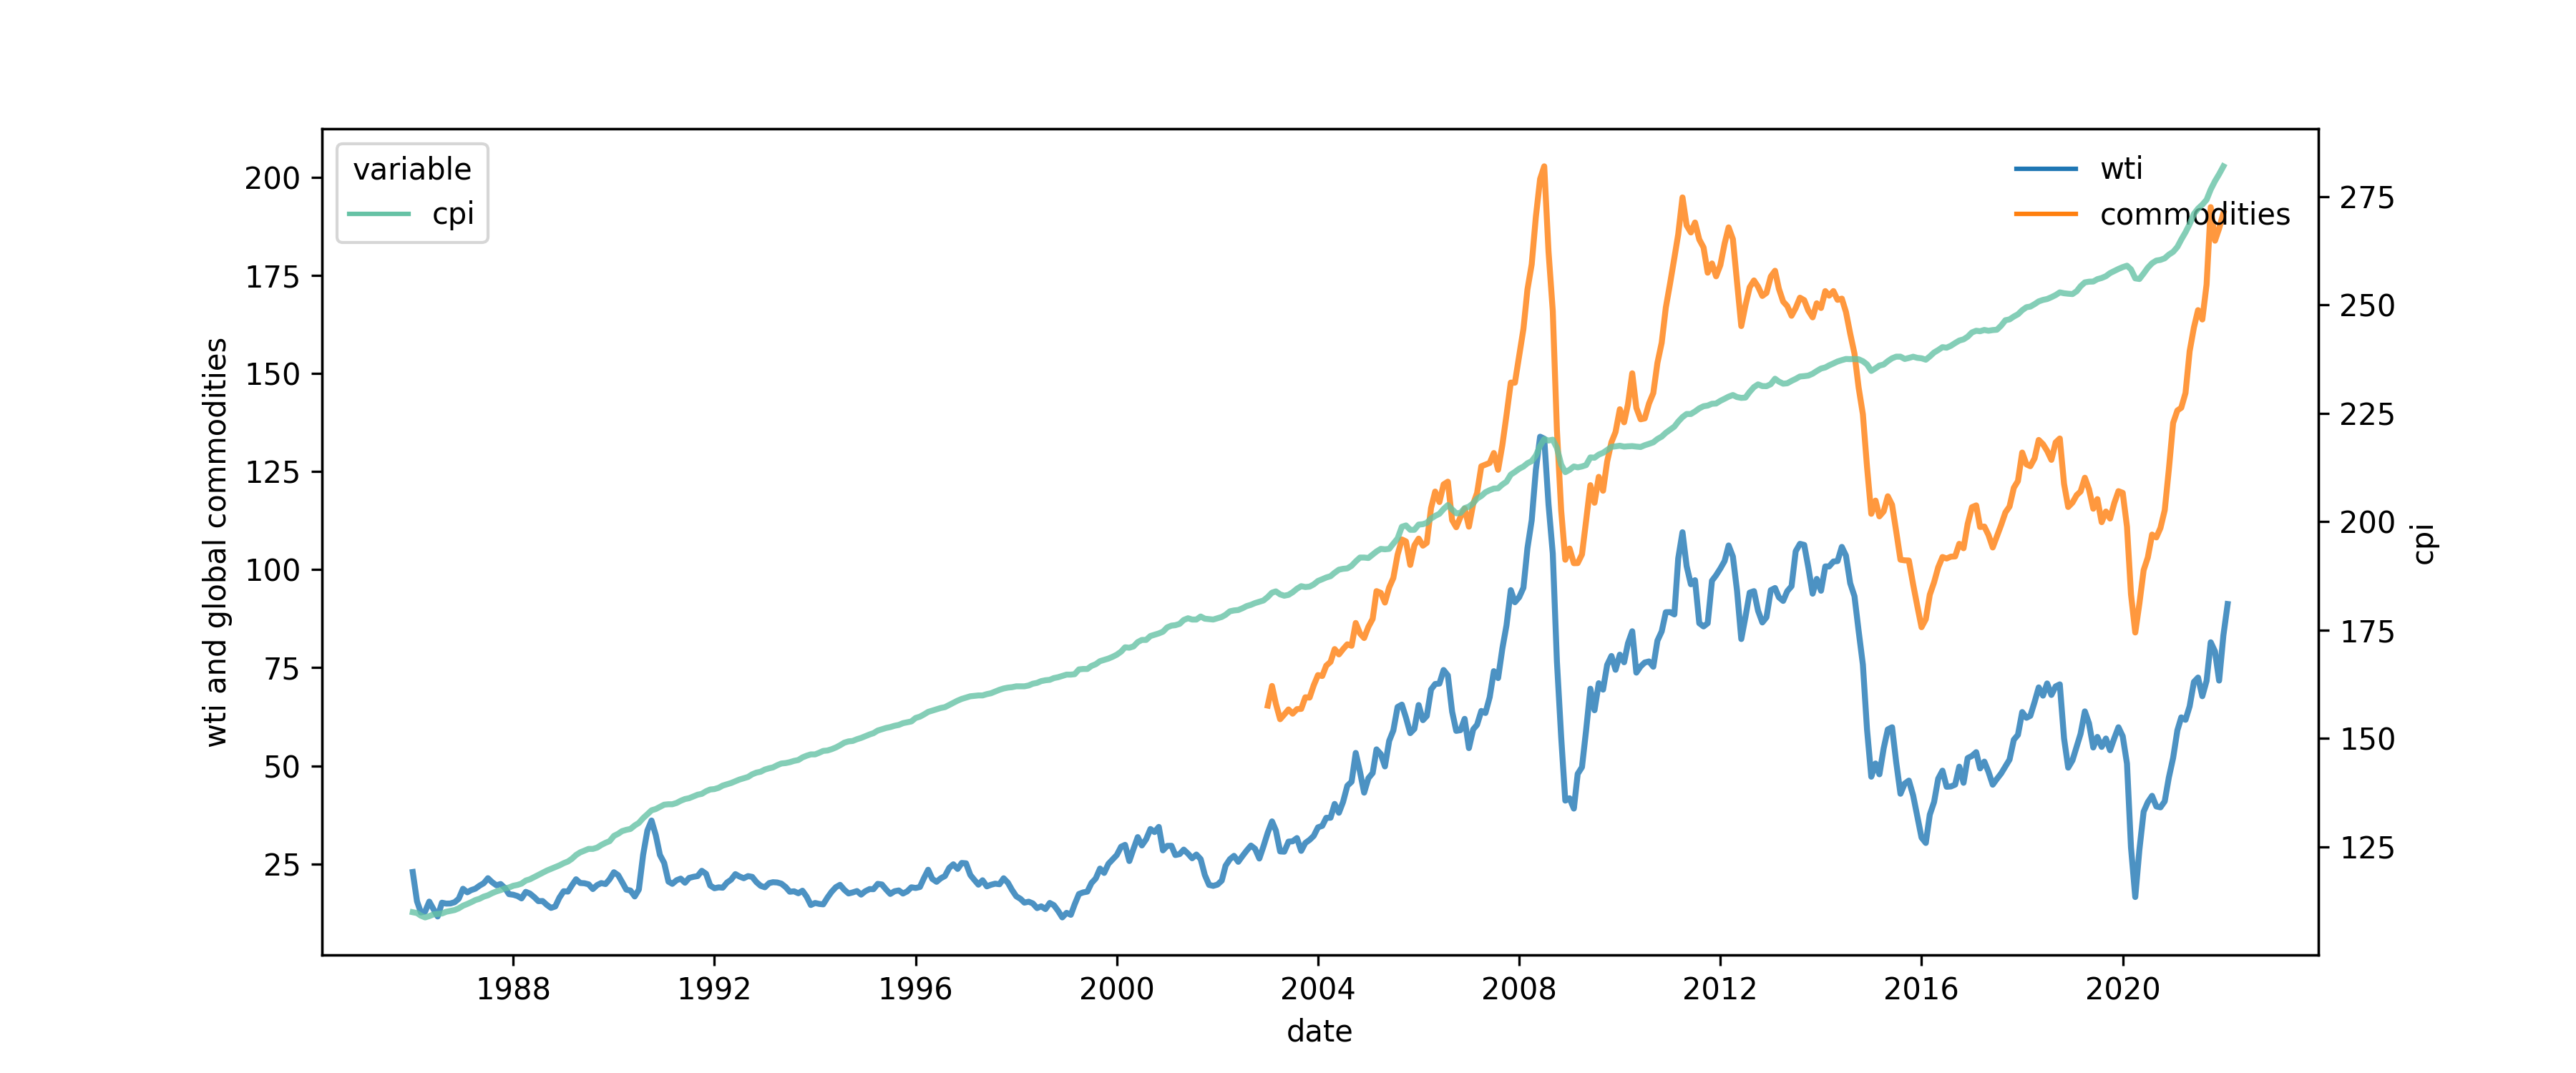 variable
cpi
wti
commodities
200
175
150
125
100
75
50
25
wti and global commodities
275
250
225
200
175
150
125
cpi
1988 1992 1996 2000 2004 2008 2012 2016 2020
date